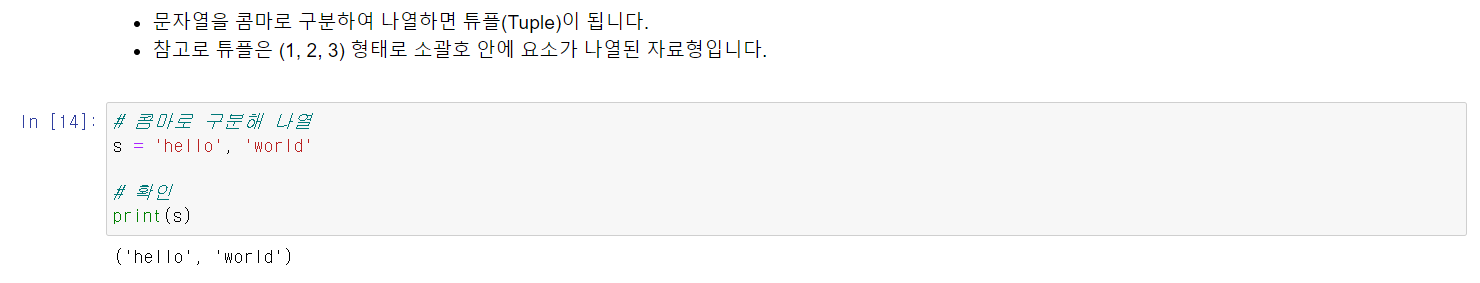 • 문자열을 콤마로 구분하여 나열하면 튜플(Tuple)이 됩니다.
• 참고로 튜플은 (1, 2, 3) 형태로 소괄호 안에 요소가 나열된 자료형입니다.
In [14]: # 콤마로 구분해 나열
s = 'hello', 'world'
# 확인
print(s)
('hello', 'world')